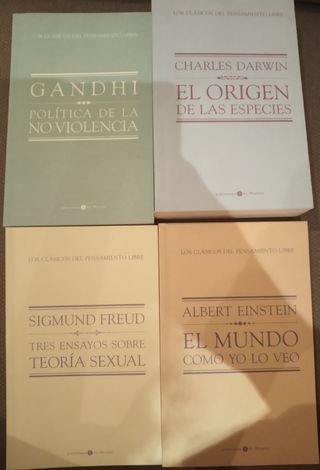 LOS CLÁSICOS DEL PENSAMIENTO LIBRE
GANDHI
POLÍTICA DE LA
NO VIOLENCIA
LOS CLÁSICOS DEL PENSAMIENTO LIBRE
CHARLES DARWIN
EL ORIGEN
DE LAS ESPECIES
LOS CLÁSICOS DEL PENSAMIENTO LIBRE
SIGMUND FREUD
TRES ENSAYOS SOBRE
TEORÍA SEXUAL
LOS CLÁSICOS DEL PENSAMIENTO LIBRE
ALBERT EINSTEIN
EL MUNDO
COMO YO LO VEO